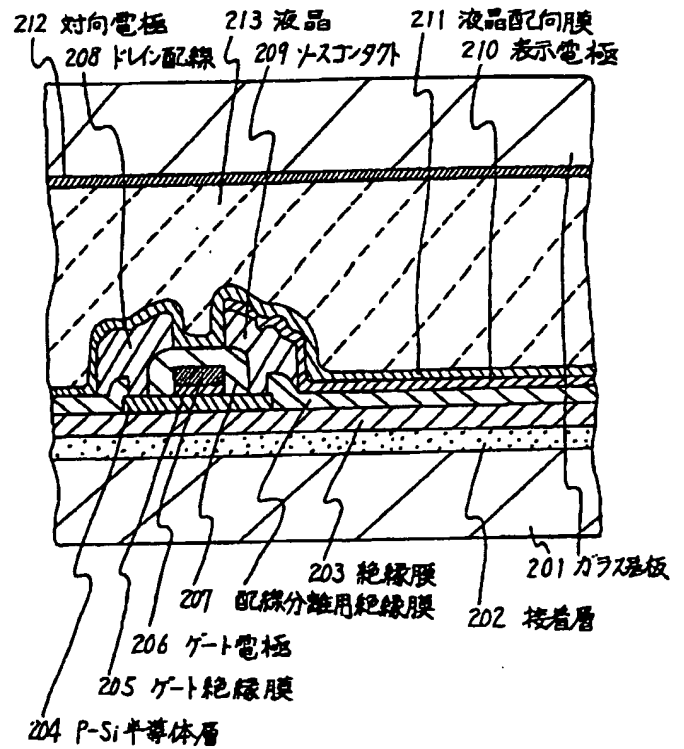 212 対向電極
213 液晶
211 液晶配向膜
208 ドレイン配線
209 ソースコンタクト
210 表示電極
203 絶縁膜
201 ガラス基板
207 配線分離用絶縁膜
202 接着層
206 ゲート電極
205 ゲート絶縁膜
204 P-Si半導体層